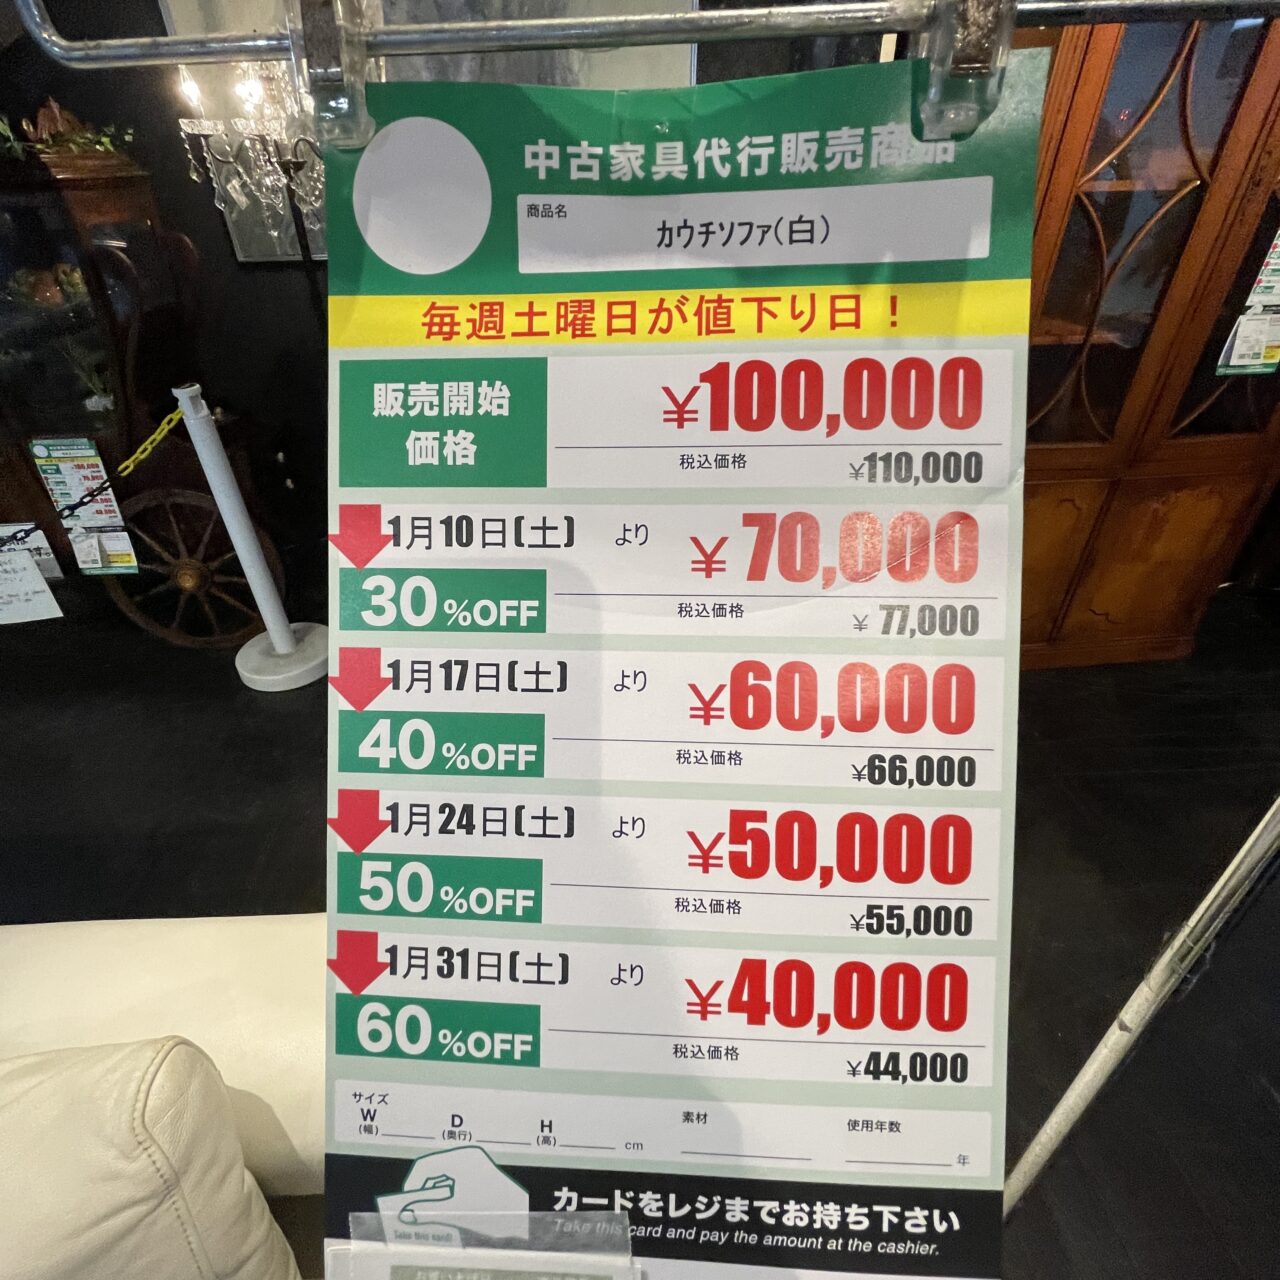 中古家具代行販売商品
商品名
カウチソファ(白)
毎週土曜日が値下り日！
販売開始
価格
¥100,000
税込価格 ¥110,000
1月10日(土) より ¥70,000
30%OFF
税込価格 ¥77,000
1月17日(土) より ¥60,000
40%OFF
税込価格 ¥66,000
1月24日(土) より ¥50,000
50%OFF
税込価格 ¥55,000
1月31日(土) より ¥40,000
60%OFF
税込価格 ¥44,000
サイズ
W (幅) D (奥行) H (高) cm
素材
使用年数
年
カードをレジまでお持ち下さい
Take this card and pay the amount at the cashier.
Take this card!